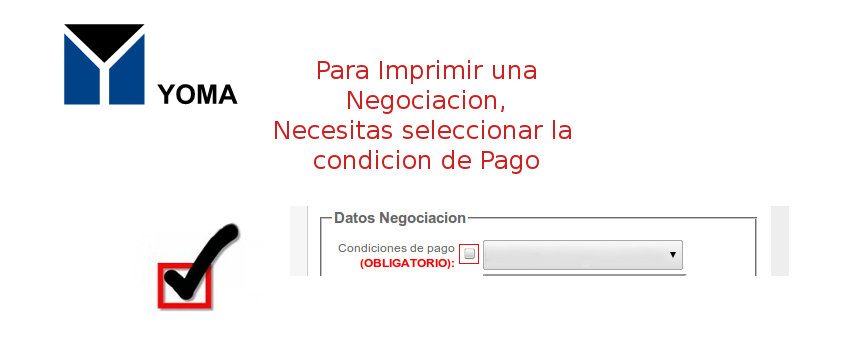 YOMA
Para Imprimir una
Negociacion,
Necesitas seleccionar la
condicion de Pago
Datos Negociacion
Condiciones de pago
(OBLIGATORIO):